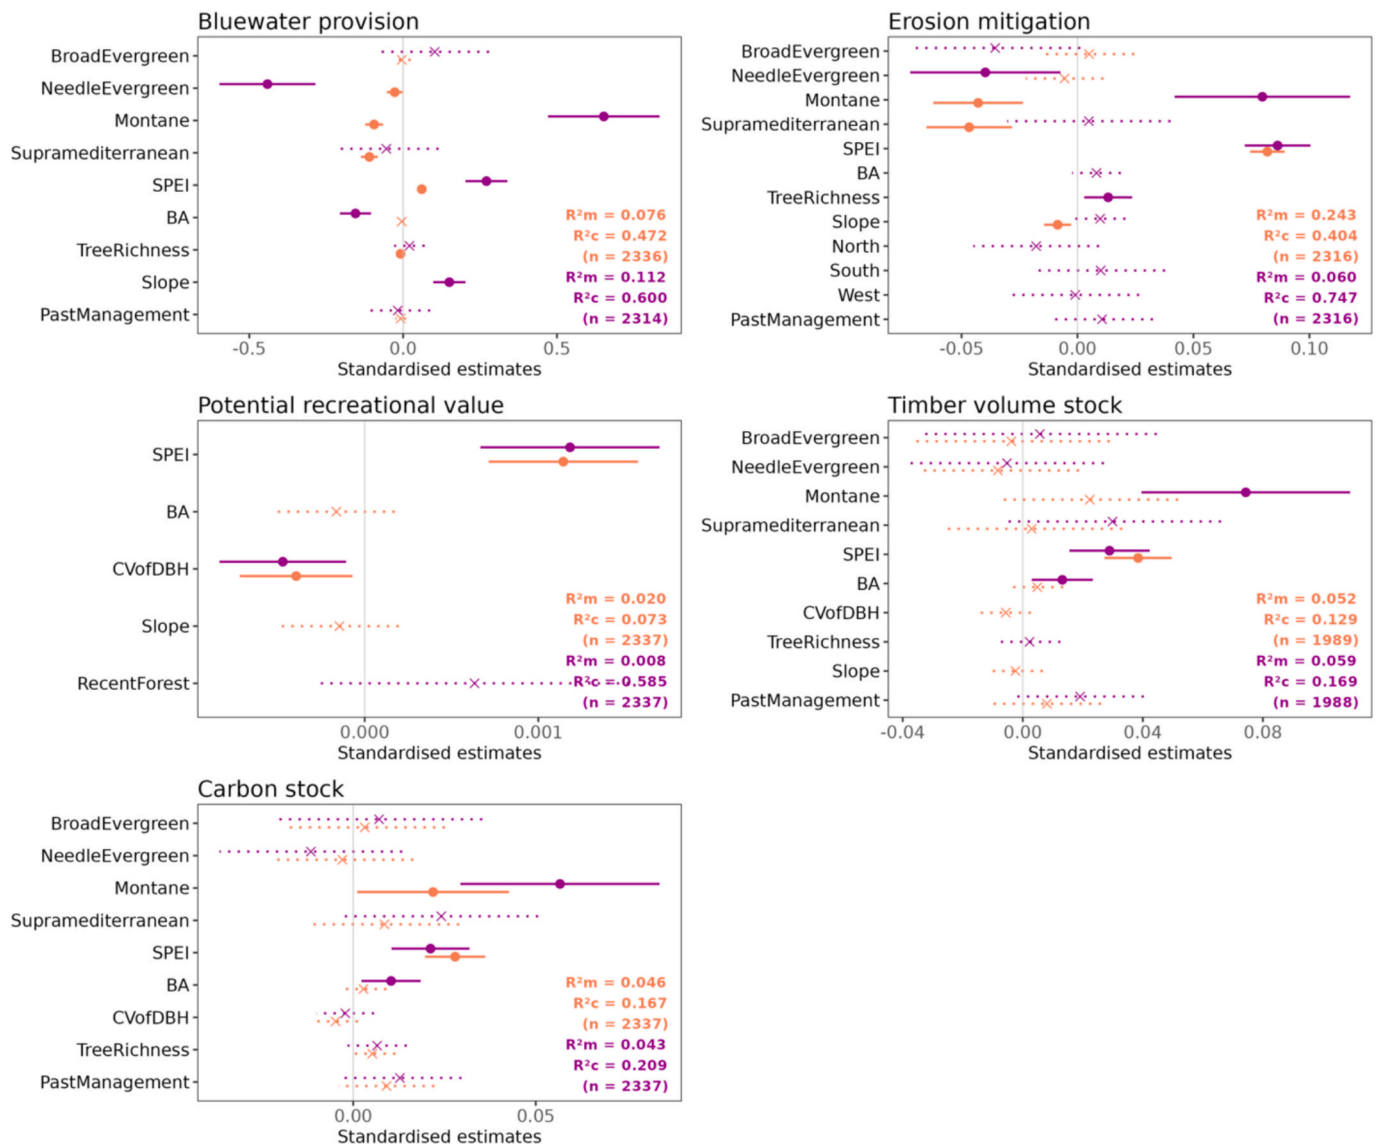 Bluewater provision
BroadEvergreen
NeedleEvergreen
Montane
Supramediterranean
SPEI
BA
TreeRichness
Slope
PastManagement
R²m = 0.076
R²c = 0.472
(n = 2336)
R²m = 0.112
R²c = 0.600
(n = 2314)
-0.5 0.0 0.5
Standardised estimates
Erosion mitigation
BroadEvergreen
NeedleEvergreen
Montane
Supramediterranean
SPEI
BA
TreeRichness
Slope
North
South
West
PastManagement
R²m = 0.243
R²c = 0.404
(n = 2316)
R²m = 0.060
R²c = 0.747
(n = 2316)
-0.05 0.00 0.05 0.10
Standardised estimates
Potential recreational value
SPEI
BA
CVofDBH
Slope
RecentForest
R²m = 0.020
R²c = 0.073
(n = 2337)
R²m = 0.008
R²c = 0.585
(n = 2337)
0.000 0.001
Standardised estimates
Timber volume stock
BroadEvergreen
NeedleEvergreen
Montane
Supramediterranean
SPEI
BA
CVofDBH
TreeRichness
Slope
PastManagement
R²m = 0.052
R²c = 0.129
(n = 1989)
R²m = 0.059
R²c = 0.169
(n = 1988)
-0.04 0.00 0.04 0.08
Standardised estimates
Carbon stock
BroadEvergreen
NeedleEvergreen
Montane
Supramediterranean
SPEI
BA
CVofDBH
TreeRichness
PastManagement
R²m = 0.046
R²c = 0.167
(n = 2337)
R²m = 0.043
R²c = 0.209
(n = 2337)
0.00 0.05
Standardised estimates